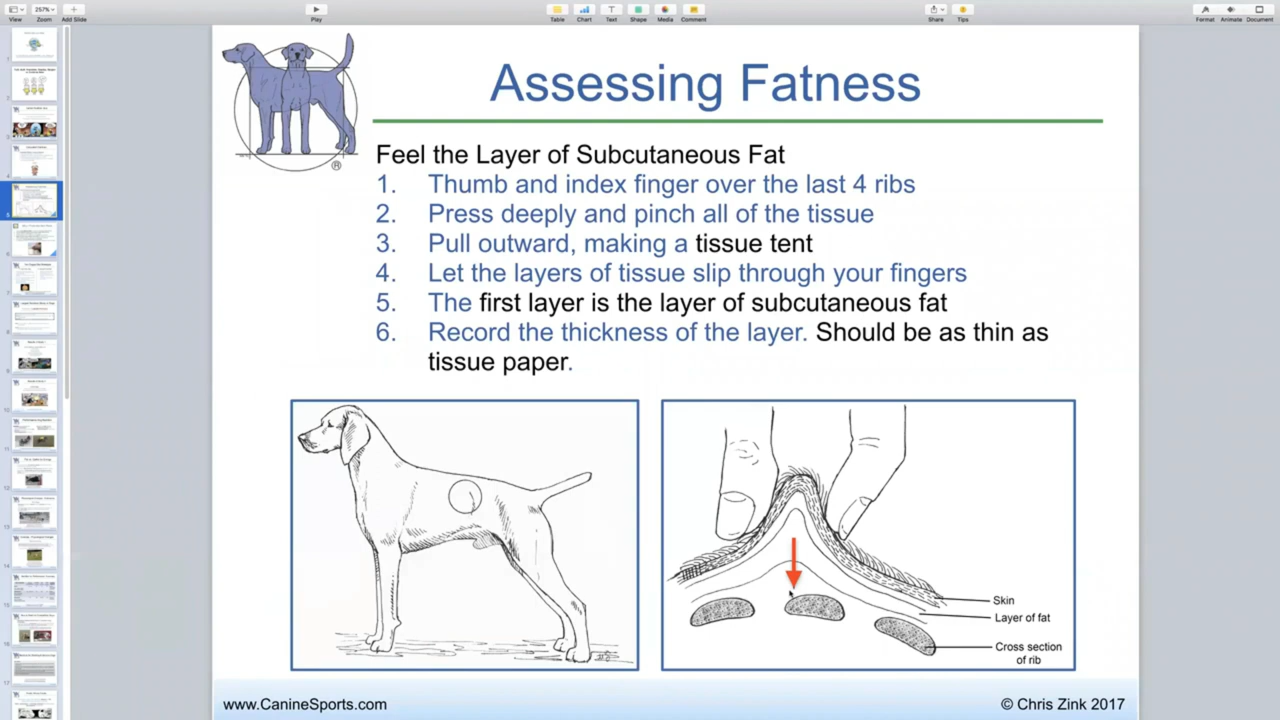 257%
View
Zoom
Add Slide
Play
Table
Chart
Text
Shape
Media
Comment
Share
Tips
Format
Animate
Document
Assessing Fatness
®
Feel the Layer of Subcutaneous Fat
1. Thumb and index finger over the last 4 ribs
2. Press deeply and pinch all of the tissue
3. Pull outward, making a tissue tent
4. Let the layers of tissue slip through your fingers
5. The first layer is the layer of subcutaneous fat
6. Record the thickness of the layer. Should be as thin as
tissue paper.
Skin
Layer of fat
Cross section
of rib
www.CanineSports.com
© Chris Zink 2017